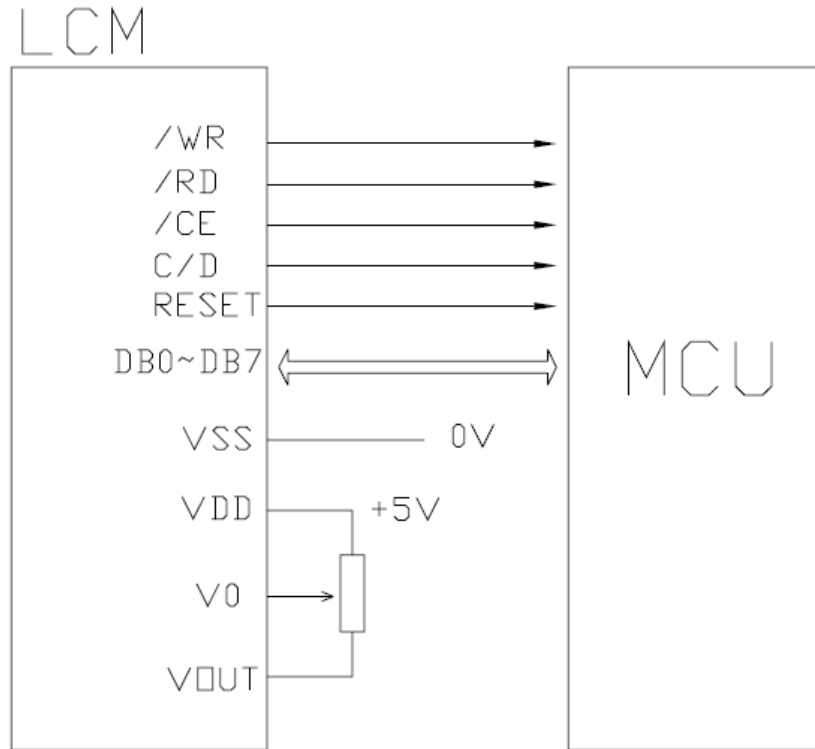 LCM
/WR
/RD
/CE
C/D
RESET
DB0~DB7
MCU
VSS 0V
VDD +5V
V0
VOUT